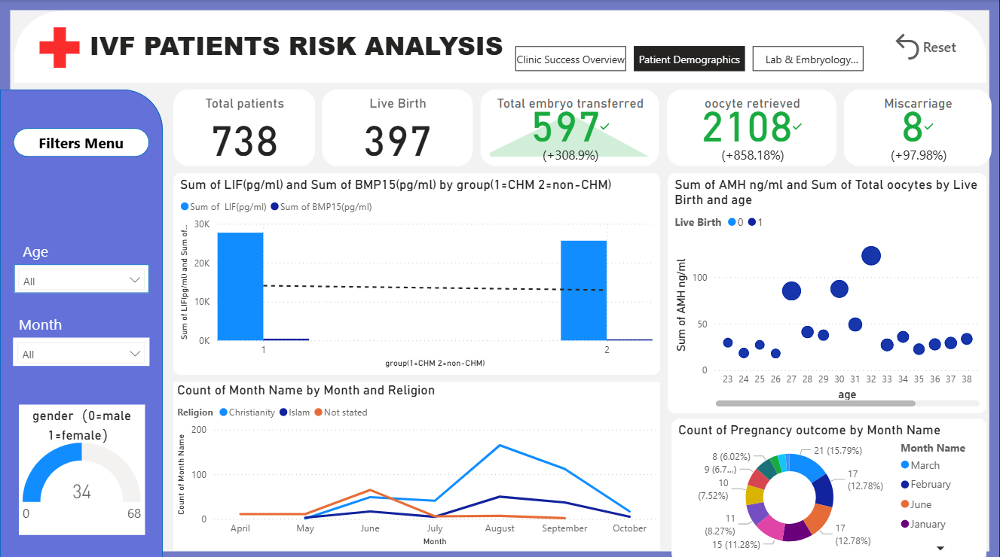 IVF PATIENTS RISK ANALYSIS
Clinic Success Overview
Patient Demographics
Lab & Embryology...
Reset
Filters Menu
Age
All
Month
All
gender (0=male
1=female)
34
0
68
Total patients
738
Live Birth
397
Total embryo transferred
597
(+308.9%)
oocyte retrieved
2108
(+858.18%)
Miscarriage
8
(+97.98%)
Sum of LIF(pg/ml) and Sum of BMP15(pg/ml) by group(1=CHM 2=non-CHM)
Sum of LIF(pg/ml) Sum of BMP15(pg/ml)
Sum of LIF(pg/ml) and Sum of...
30K
20K
10K
0K
1 2
group(1=CHM 2=non-CHM)
Sum of AMH ng/ml and Sum of Total oocytes by Live
Birth and age
Live Birth 0 1
Sum of AMH ng/ml
100
50
0
23 24 25 26 27 28 29 30 31 32 33 34 35 36 37 38
age
Count of Month Name by Month and Religion
Religion Christianity Islam Not stated
Count of Month Name
200
100
0
April May June July August September October
Month
Count of Pregnancy outcome by Month Name
21 (15.79%)
17
(12.78%)
17
(12.78%)
15 (11.28%)
11
(8.27%)
10
(7.52%)
9 (6.7...)
8 (6.02%)
Month Name
March
February
June
January